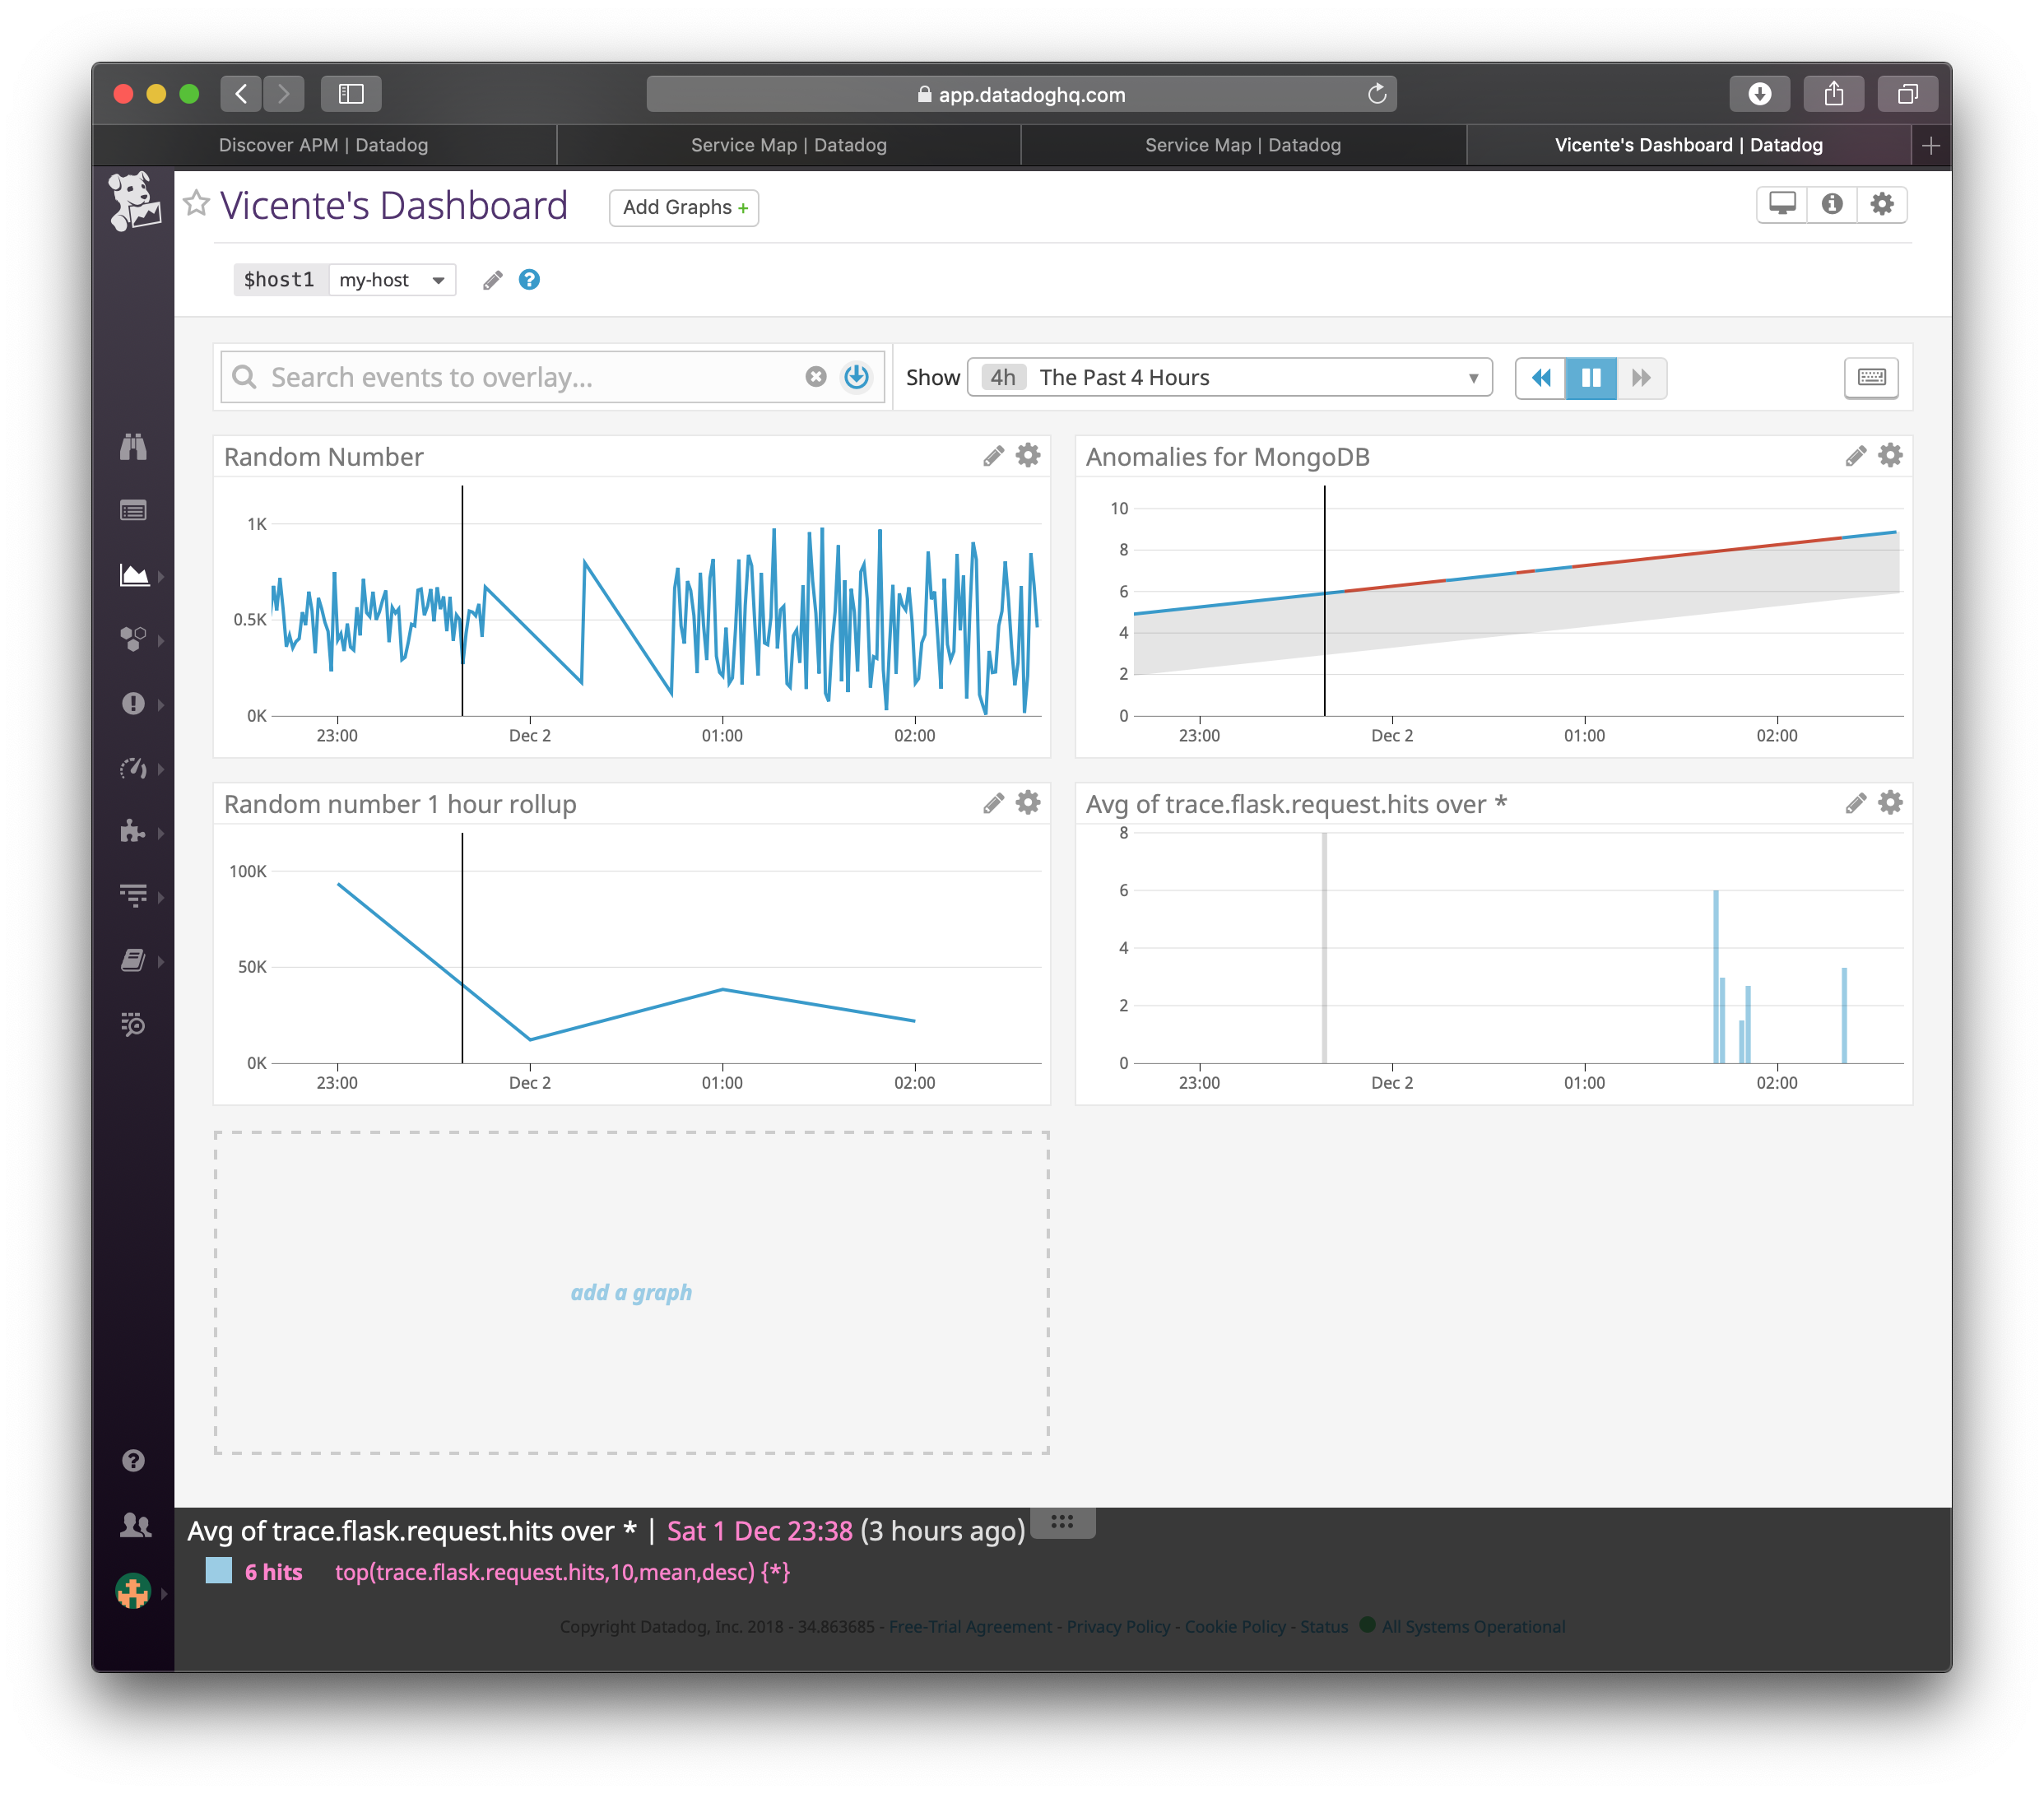 app.datadoghq.com
Discover APM | Datadog
Service Map | Datadog
Service Map | Datadog
Vicente's Dashboard | Datadog
Vicente's Dashboard
Add Graphs +
$host1
my-host
Search events to overlay...
Show
4h
The Past 4 Hours
Random Number
1K
0.5K
0K
23:00
Dec 2
01:00
02:00
Anomalies for MongoDB
10
8
6
4
2
0
23:00
Dec 2
01:00
02:00
Random number 1 hour rollup
100K
50K
0K
23:00
Dec 2
01:00
02:00
Avg of trace.flask.request.hits over *
8
6
4
2
0
23:00
Dec 2
01:00
02:00
add a graph
Avg of trace.flask.request.hits over * | Sat 1 Dec 23:38 (3 hours ago)
6 hits
top(trace.flask.request.hits,10,mean,desc) {*}
Copyright Datadog, Inc. 2018 - 34.863685 - Free-Trial Agreement - Privacy Policy - Cookie Policy - Status All Systems Operational